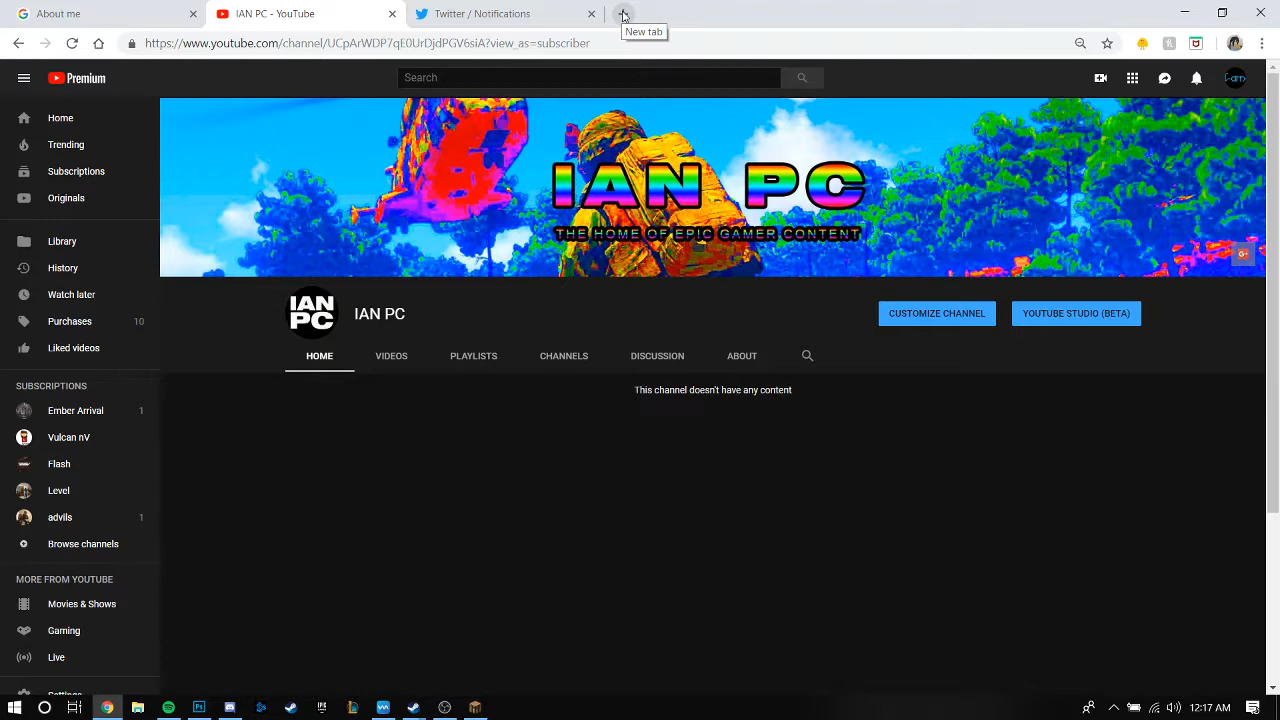 About me
IAN PC - YouTube
Twitter / Notifications
New tab
https://www.youtube.com/channel/UCpArWDP7qE0UrDjdPGV6xiA?view_as=subscriber
Premium
Search
Home
Trending
Subscriptions
Originals
Library
History
Watch later
Purchases 10
Liked videos
SUBSCRIPTIONS
Ember Arrival 1
Vulcan nV
Flash
Level
advils 1
Browse channels
MORE FROM YOUTUBE
Movies & Shows
Gaming
Live
IAN PC
THE HOME OF EPIC GAMER CONTENT
G+
IAN
PC
IAN PC
CUSTOMIZE CHANNEL
YOUTUBE STUDIO (BETA)
HOME
VIDEOS
PLAYLISTS
CHANNELS
DISCUSSION
ABOUT
This channel doesn't have any content
Ps
12:17 AM